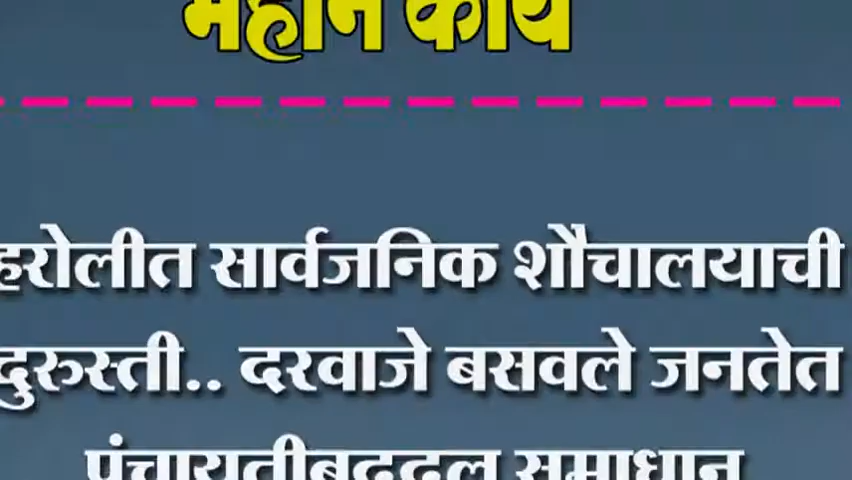 महान कार्य
हरोलीत सार्वजनिक शौचालयाची
दुरुस्ती.. दरवाजे बसवले जनतेत
पंचायतीबद्दल समाधान